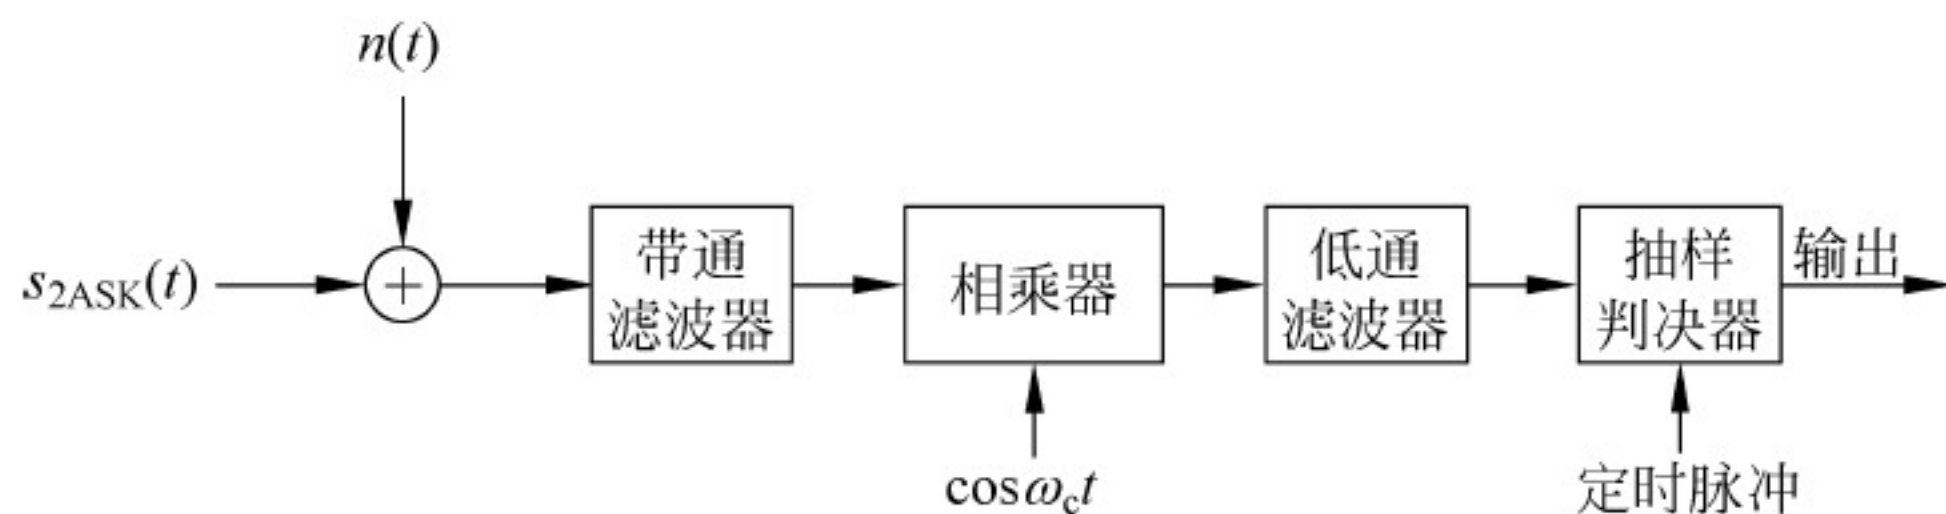 n(t)
s2ASK(t)
带通
滤波器
相乘器
低通
滤波器
抽样
判决器
输出
cosωct
定时脉冲